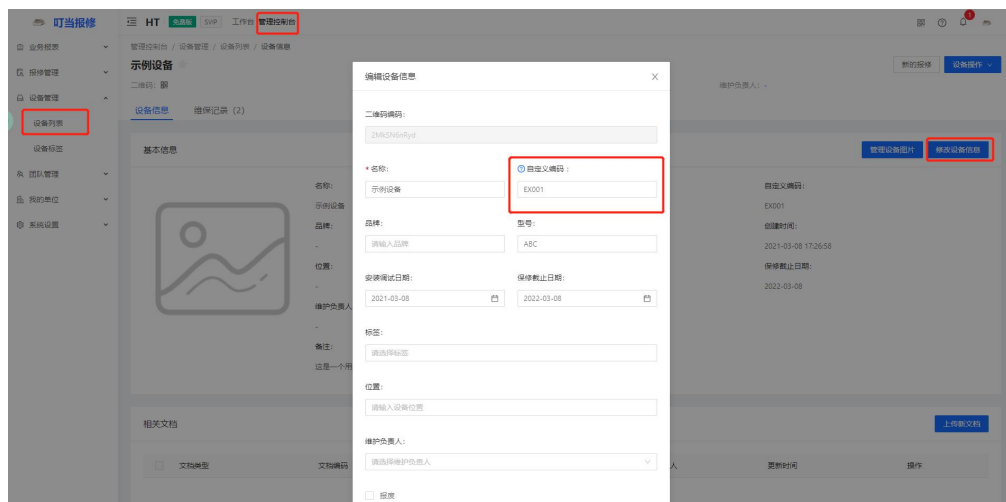 叮当报修
HT 免费版 SVIP 工作台 管理控制台
1
业务报表
报修管理
设备管理
设备列表
设备标签
团队管理
我的单位
系统设置
管理控制台 / 设备管理 / 设备列表 / 设备信息
示例设备
新的报修
设备操作
二维码:
维护负责人: -
设备信息
维保记录 (2)
基本信息
管理设备图片
修改设备信息
名称:
示例设备
品牌:
-
位置:
-
维护负责人
-
备注:
这是一个用
自定义编码:
EX001
创建时间:
2021-03-08 17:26:58
保修截止日期:
2022-03-08
相关文档
上传新文档
文档类型
文档编码
人
更新时间
操作
编辑设备信息
二维码编码:
* 名称:
自定义编码 :
示例设备
EX001
品牌:
型号:
请输入品牌
ABC
安装调试日期:
保修截止日期:
2021-03-08
2022-03-08
标签:
请选择标签
位置:
请输入设备位置
维护负责人:
请选择维护负责人
报废